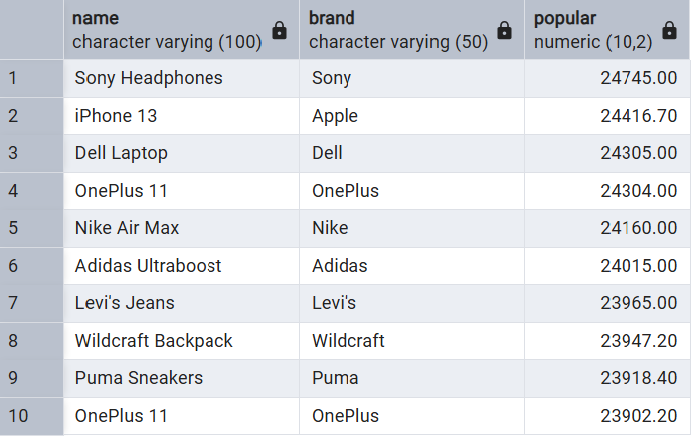 name brand popular
character varying (100) character varying (50) numeric (10,2)
1 Sony Headphones Sony 24745.00
2 iPhone 13 Apple 24416.70
3 Dell Laptop Dell 24305.00
4 OnePlus 11 OnePlus 24304.00
5 Nike Air Max Nike 24160.00
6 Adidas Ultraboost Adidas 24015.00
7 Levi's Jeans Levi's 23965.00
8 Wildcraft Backpack Wildcraft 23947.20
9 Puma Sneakers Puma 23918.40
10 OnePlus 11 OnePlus 23902.20